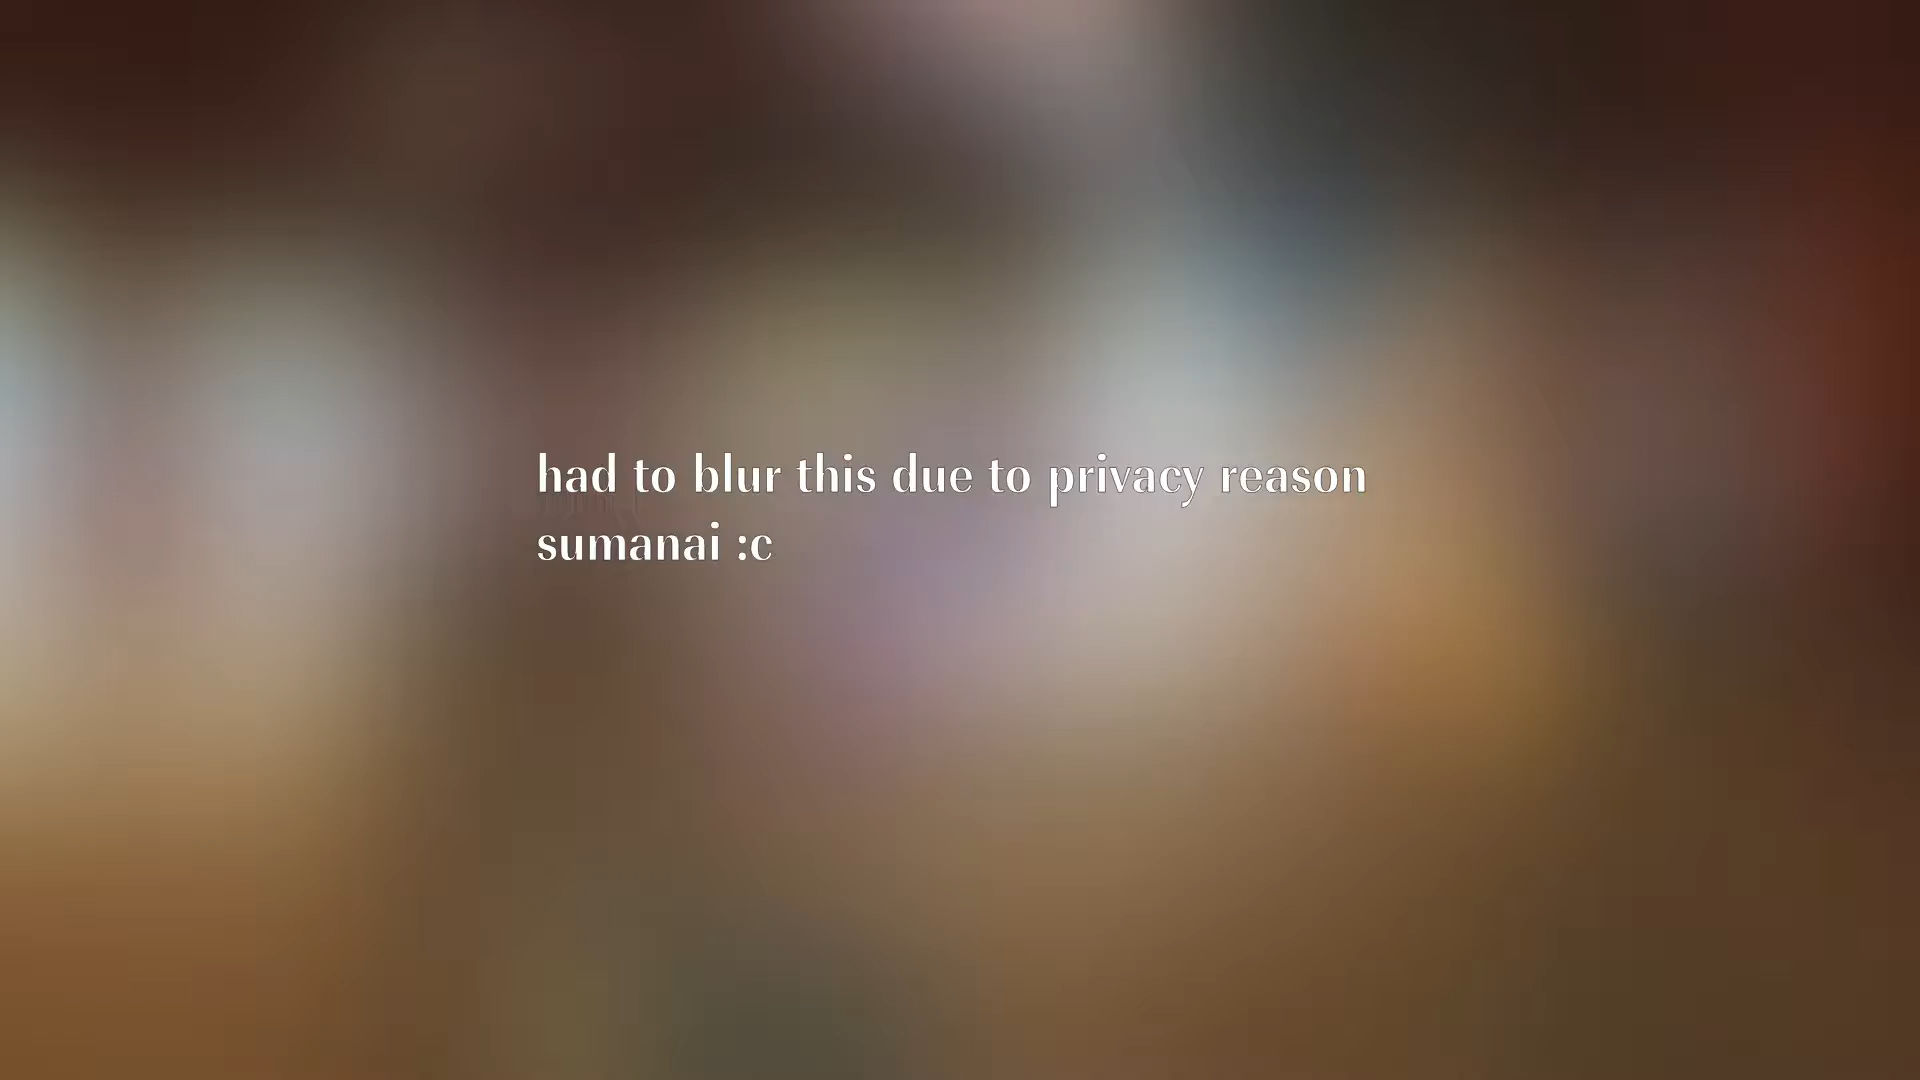 had to blur this due to privacy reason
sumanai :c